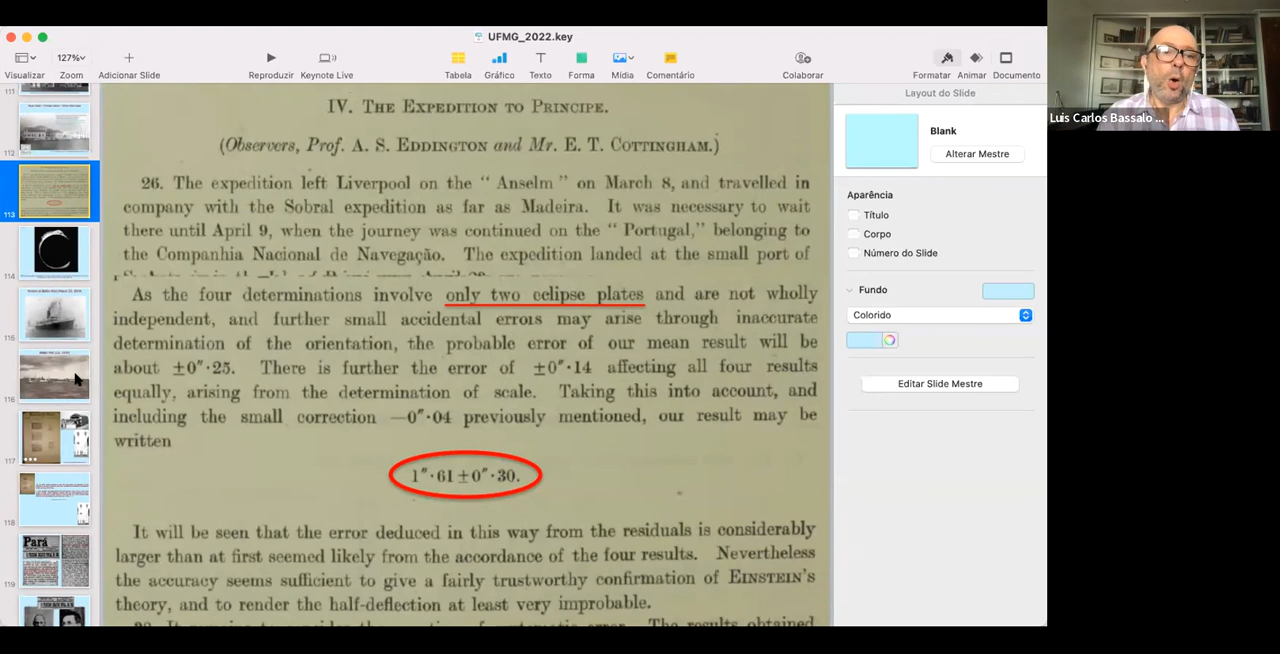 UFMG_2022.key
127%
Visualizar
Zoom
Adicionar Slide
Reproduzir
Keynote Live
Tabela
Gráfico
Texto
Forma
Mídia
Comentário
Colaborar
Formatar
Animar
Documento
111
112
113
114
115
116
117
118
119
Pará
IV. THE EXPEDITION TO PRINCIPE.
(Observers, Prof. A. S. EDDINGTON and Mr. E. T. COTTINGHAM.)
26. The expedition left Liverpool on the “ Anselm ” on March 8, and travelled in
company with the Sobral expedition as far as Madeira. It was necessary to wait
there until April 9, when the journey was continued on the “ Portugal,” belonging to
the Companhia Nacional de Navegação. The expedition landed at the small port of
As the four determinations involve only two eclipse plates and are not wholly
independent, and further small accidental errors may arise through inaccurate
determination of the orientation, the probable error of our mean result will be
about ±0″·25. There is further the error of ±0″·14 affecting all four results
equally, arising from the determination of scale. Taking this into account, and
including the small correction —0″·04 previously mentioned, our result may be
written
1″·61±0″·30.
It will be seen that the error deduced in this way from the residuals is considerably
larger than at first seemed likely from the accordance of the four results. Nevertheless
the accuracy seems sufficient to give a fairly trustworthy confirmation of EINSTEIN'S
theory, and to render the half-deflection at least very improbable.
The results obtained
Layout do Slide
Blank
Alterar Mestre
Aparência
Título
Corpo
Número do Slide
Fundo
Colorido
Editar Slide Mestre
Luis Carlos Bassalo ...